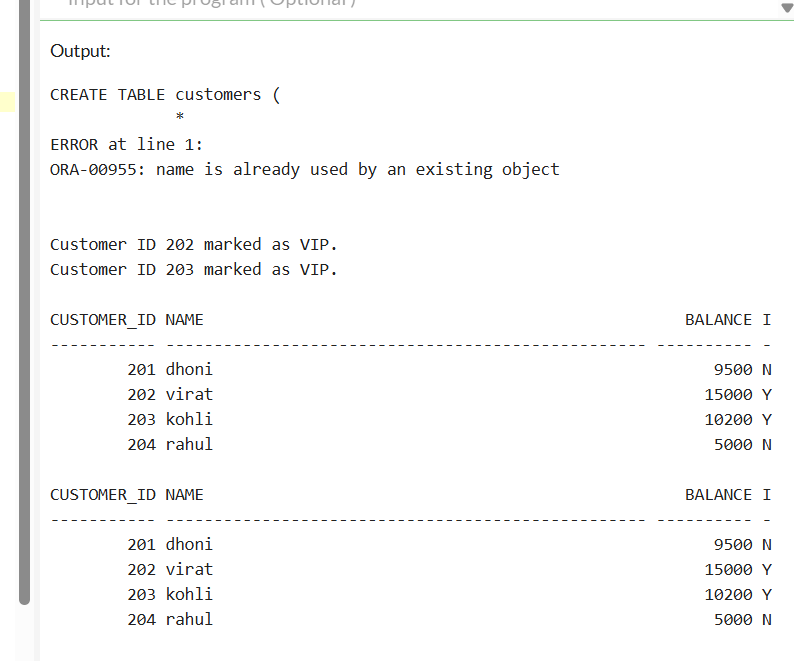 Input for the program ( Optional )
Output:
CREATE TABLE customers (
*
ERROR at line 1:
ORA-00955: name is already used by an existing object
Customer ID 202 marked as VIP.
Customer ID 203 marked as VIP.
CUSTOMER_ID NAME BALANCE I
----------- -------------------------------------------------- ---------- -
201 dhoni 9500 N
202 virat 15000 Y
203 kohli 10200 Y
204 rahul 5000 N
CUSTOMER_ID NAME BALANCE I
----------- -------------------------------------------------- ---------- -
201 dhoni 9500 N
202 virat 15000 Y
203 kohli 10200 Y
204 rahul 5000 N